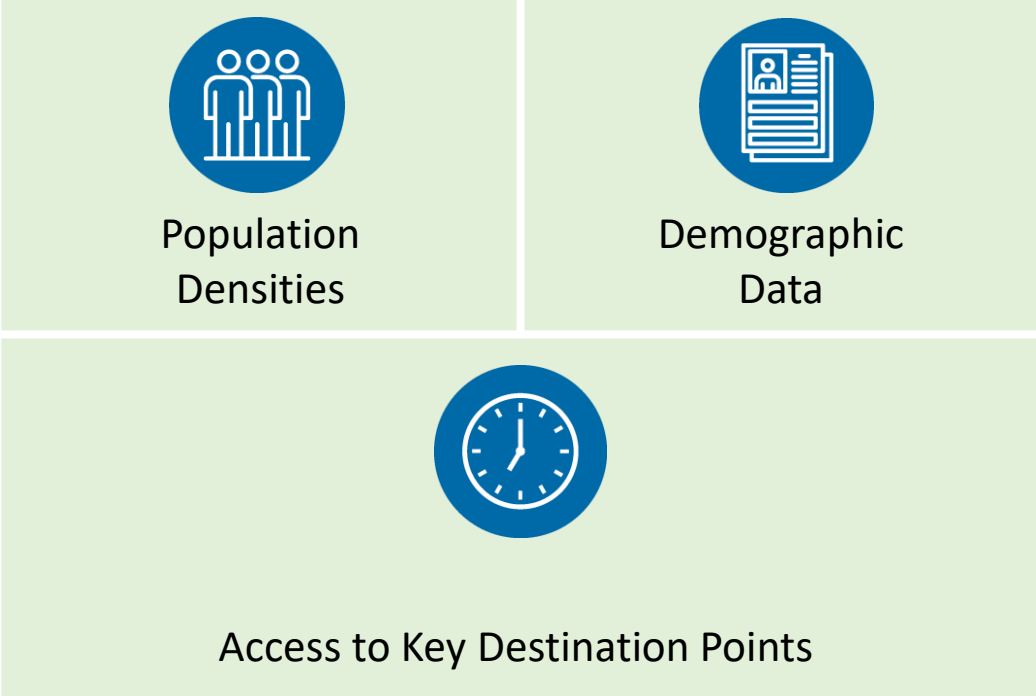 Population
Densities
Demographic
Data
Access to Key Destination Points